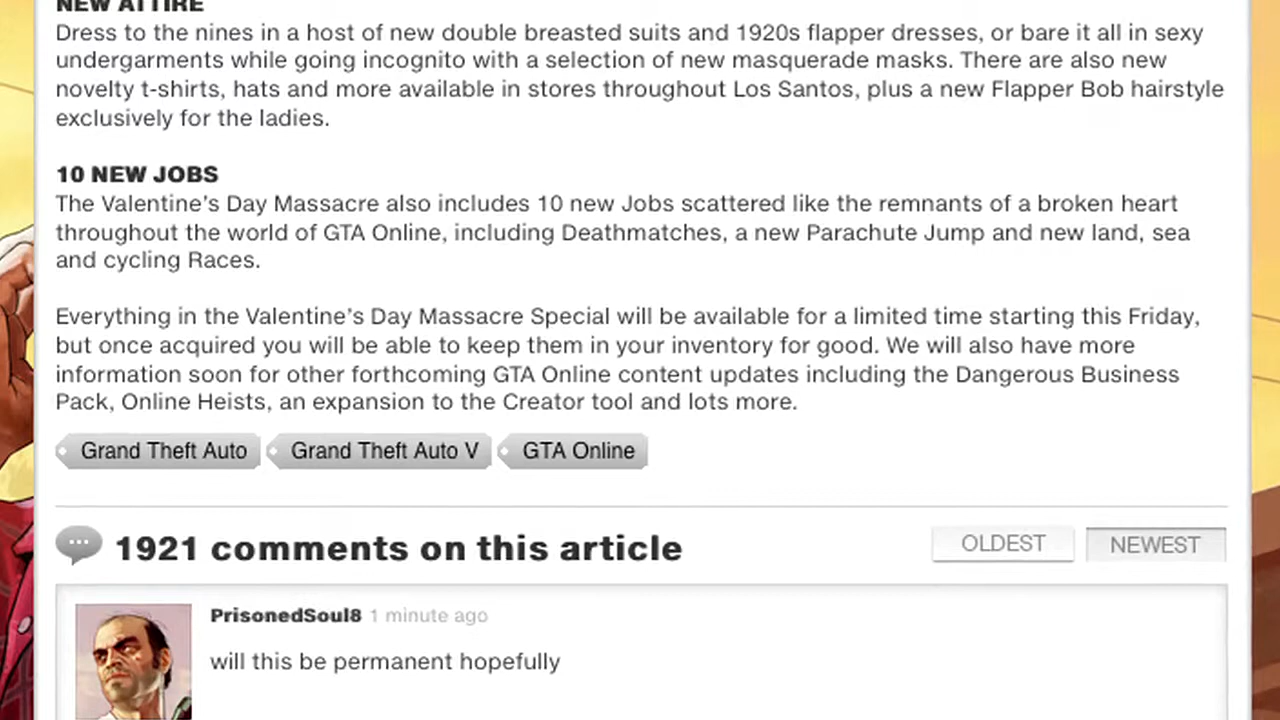 NEW ATTIRE
Dress to the nines in a host of new double breasted suits and 1920s flapper dresses, or bare it all in sexy
undergarments while going incognito with a selection of new masquerade masks. There are also new
novelty t-shirts, hats and more available in stores throughout Los Santos, plus a new Flapper Bob hairstyle
exclusively for the ladies.
10 NEW JOBS
The Valentine's Day Massacre also includes 10 new Jobs scattered like the remnants of a broken heart
throughout the world of GTA Online, including Deathmatches, a new Parachute Jump and new land, sea
and cycling Races.
Everything in the Valentine's Day Massacre Special will be available for a limited time starting this Friday,
but once acquired you will be able to keep them in your inventory for good. We will also have more
information soon for other forthcoming GTA Online content updates including the Dangerous Business
Pack, Online Heists, an expansion to the Creator tool and lots more.
Grand Theft Auto Grand Theft Auto V GTA Online
1921 comments on this article OLDEST NEWEST
PrisonedSoul8 1 minute ago
will this be permanent hopefully